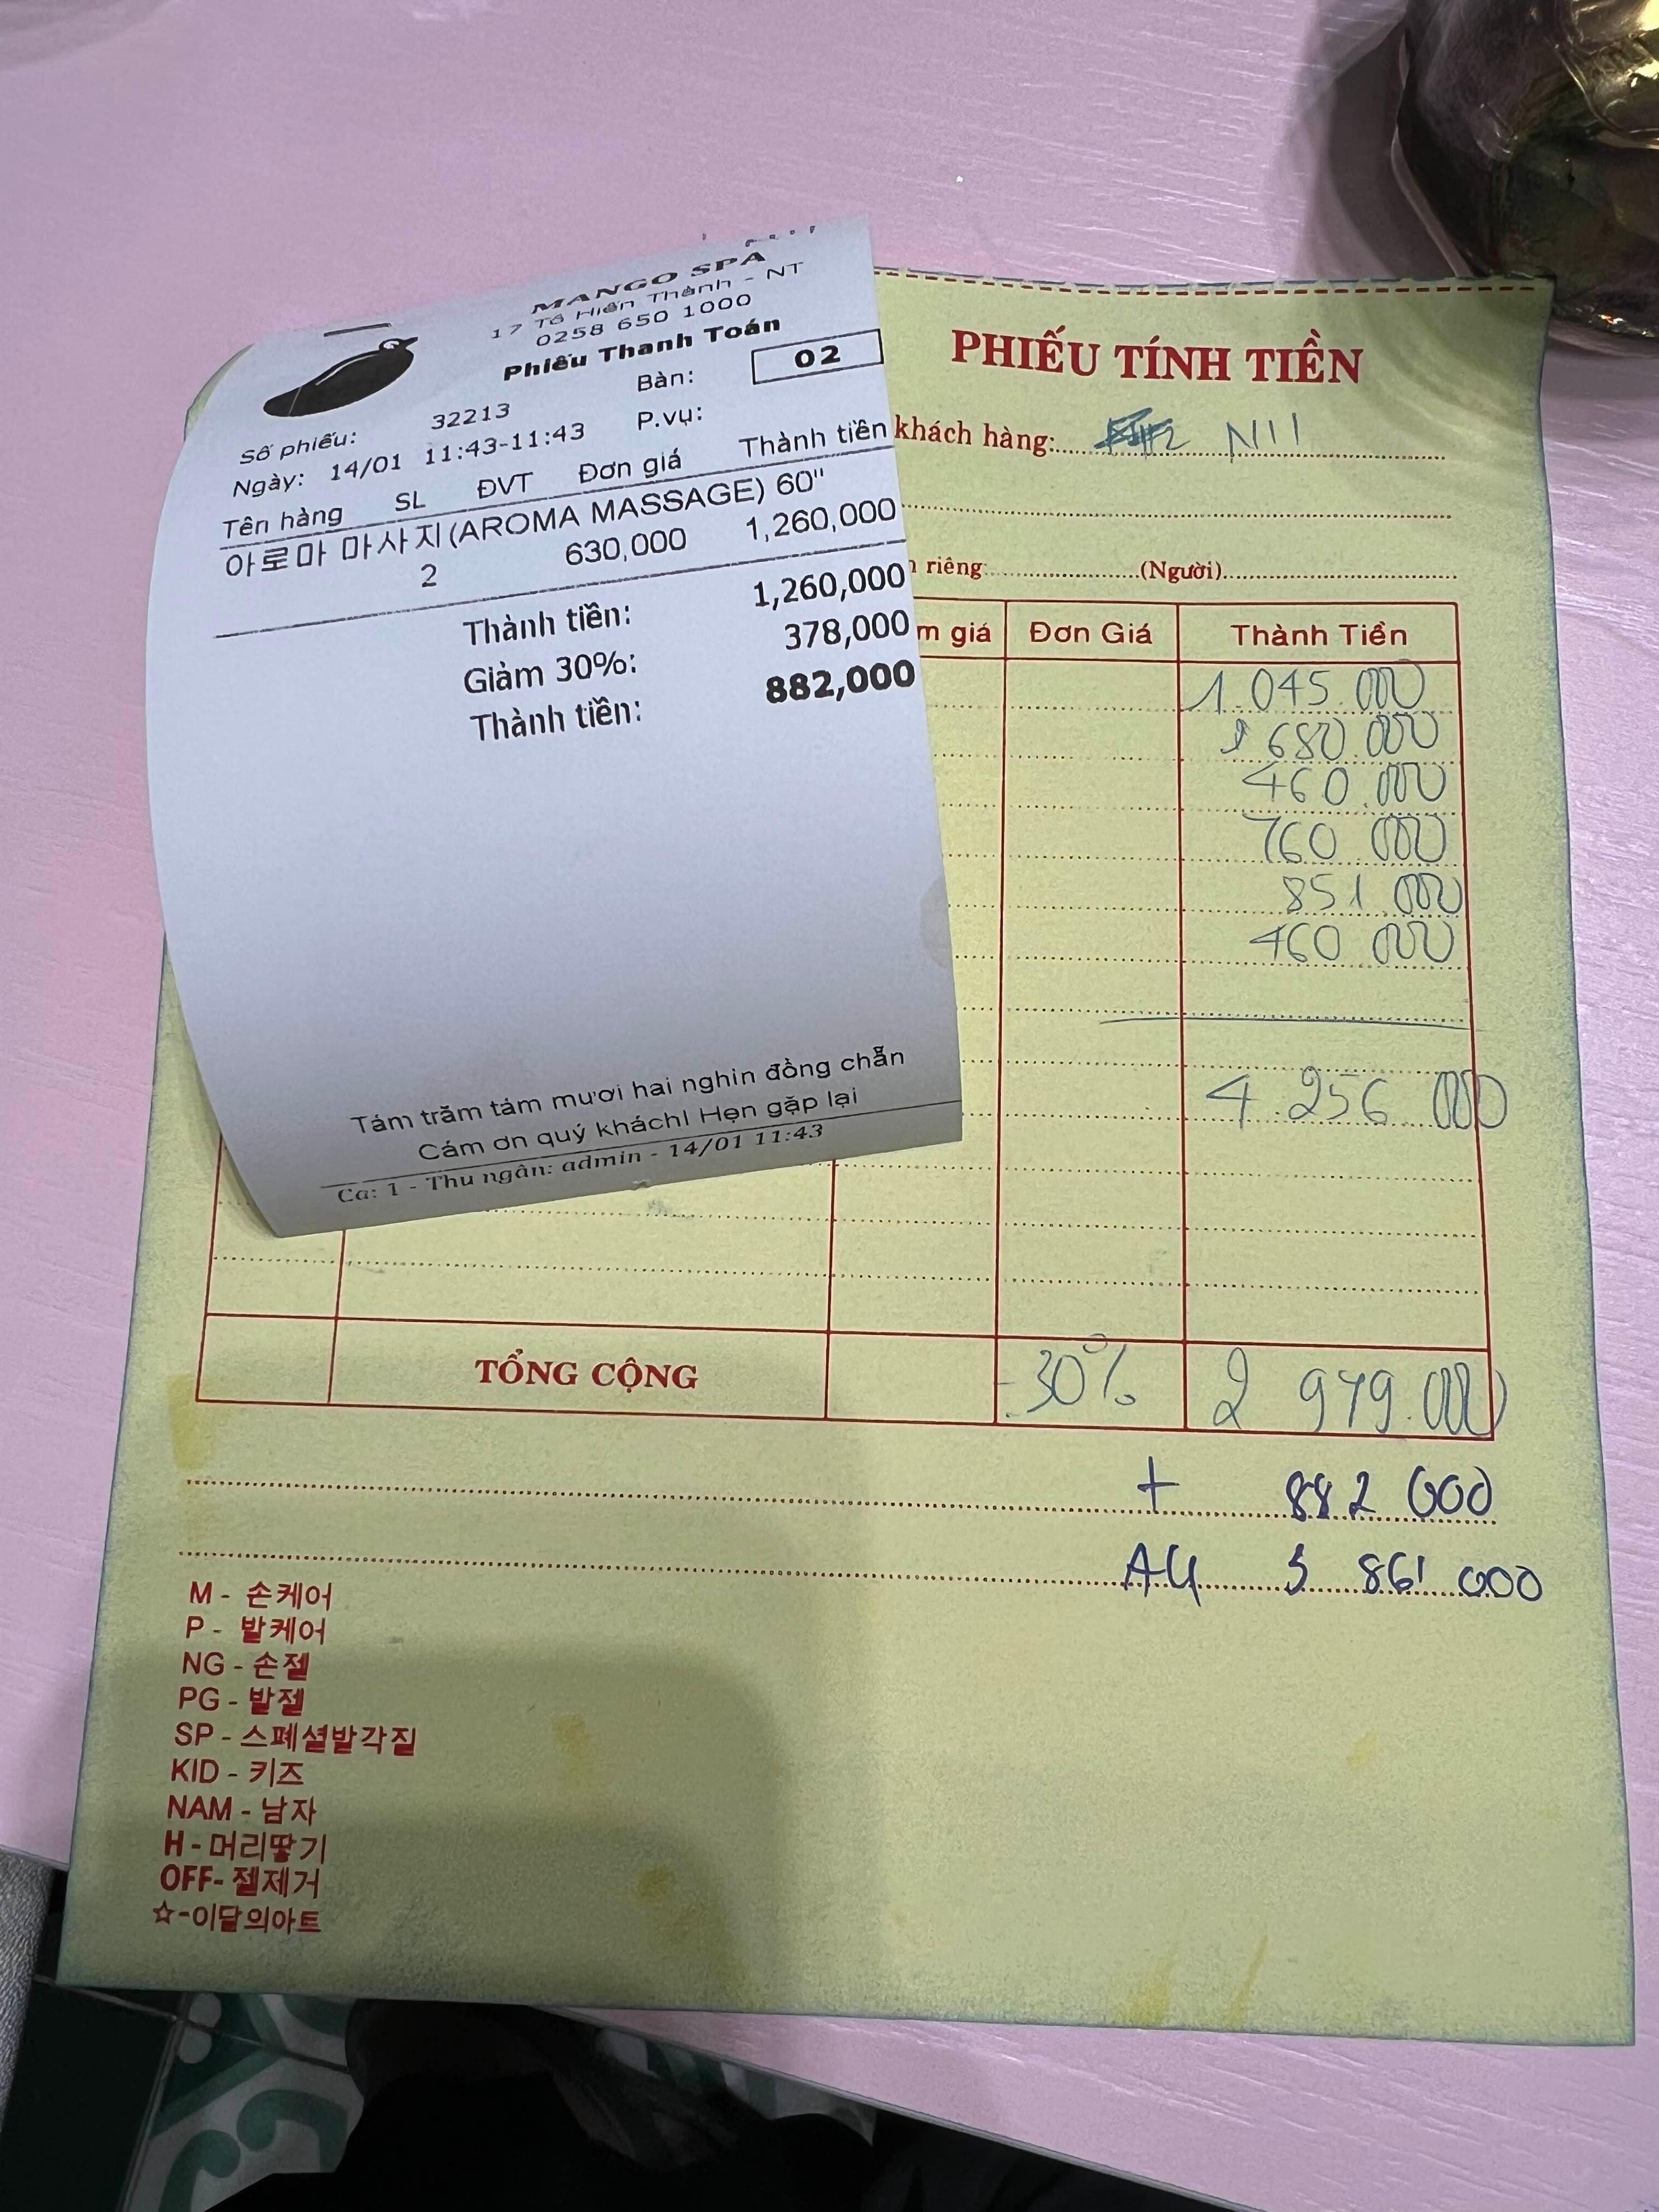 MANGO SPA
17 Tô Hiến Thành - NT
0258 650 1000
Phiếu Thanh Toán
Số phiếu: 32213 Bàn: 02
Ngày: 14/01 11:43-11:43 P.vụ:
Tên hàng SL ĐVT Đơn giá Thành tiền
아로마 마사지(AROMA MASSAGE) 60"
2 630,000 1,260,000
Thành tiền: 1,260,000
Giảm 30%: 378,000
Thành tiền: 882,000
Tám trăm tám mươi hai nghìn đồng chẵn
Cám ơn quý khách! Hẹn gặp lại
Ca: 1 - Thu ngân: admin - 14/01 11:43
PHIẾU TÍNH TIỀN
khách hàng: N11
riêng: (Người)
m giá Đơn Giá Thành Tiền
1.045.000
680.000
460.000
760 000
851.000
460 000
4.256 000
TỔNG CỘNG -30% 2 979.000
+ 882 000
All 3 861 000
M - 손케어
P - 발케어
NG - 손젤
PG - 발젤
SP - 스페셜발각질
KID - 키즈
NAM - 남자
H - 머리땋기
OFF- 젤제거
☆-이달의아트